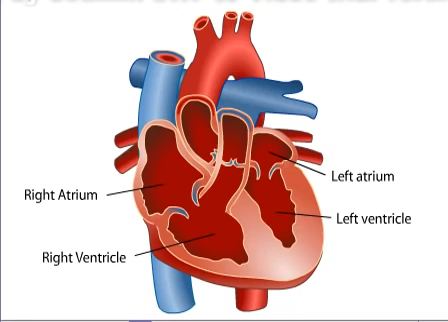 Left atrium
Right Atrium
Left ventricle
Right Ventricle